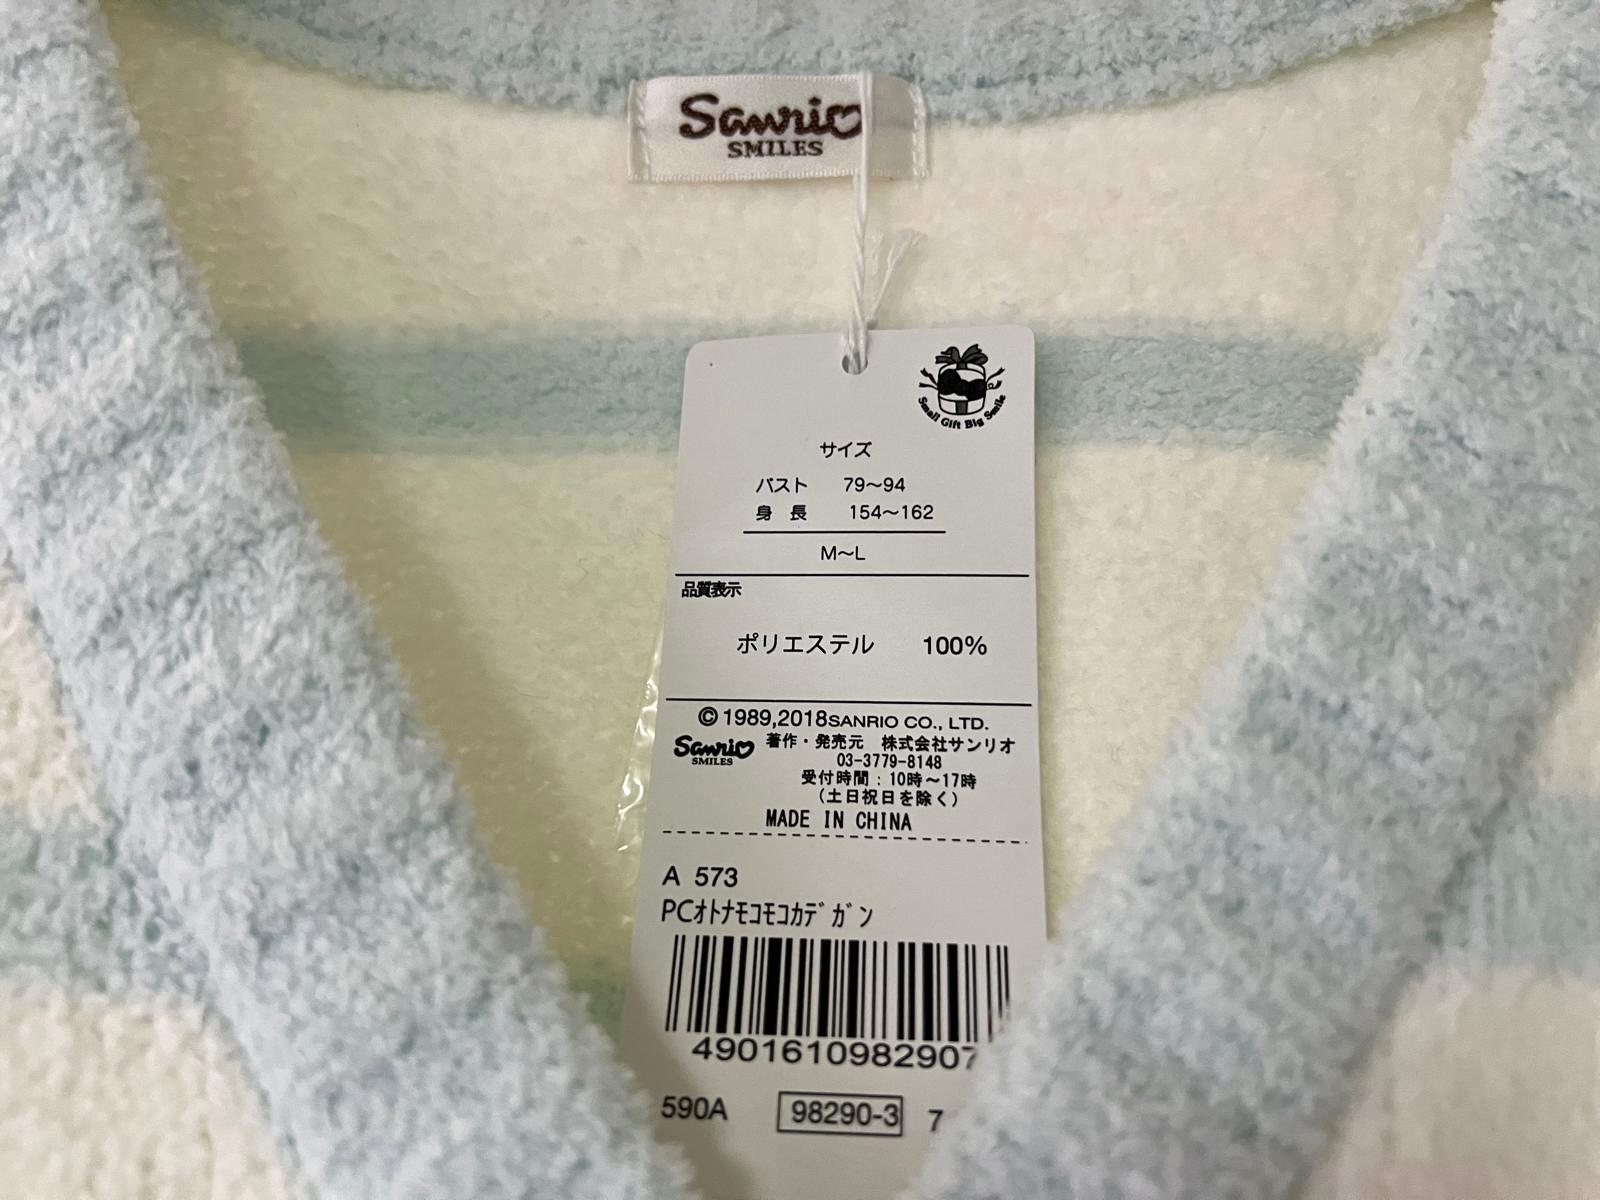 Sanrio
SMILES
Small Gift Big Smile
サイズ
バスト 79〜94
身 長 154〜162
M〜L
品質表示
ポリエステル 100%
© 1989,2018 SANRIO CO., LTD.
Sanrio
SMILES
著作・発売元 株式会社サンリオ
03-3779-8148
受付時間：10時〜17時
（土日祝日を除く）
MADE IN CHINA
A 573
PCｵﾄﾅﾓｺﾓｺｶﾃﾞｶﾞﾝ
4901610982907
590A 98290-3 7